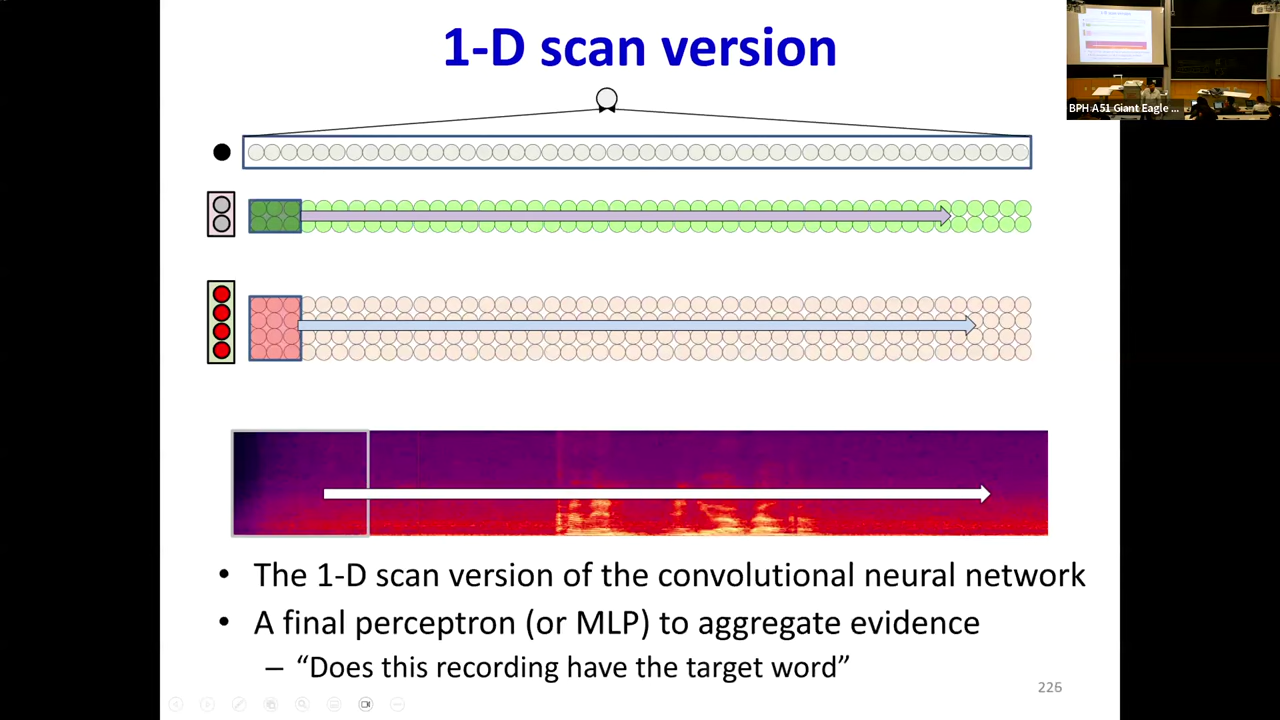 1-D scan version
BPH A51 Giant Eagle ...
• The 1-D scan version of the convolutional neural network
• A final perceptron (or MLP) to aggregate evidence
– “Does this recording have the target word”
226